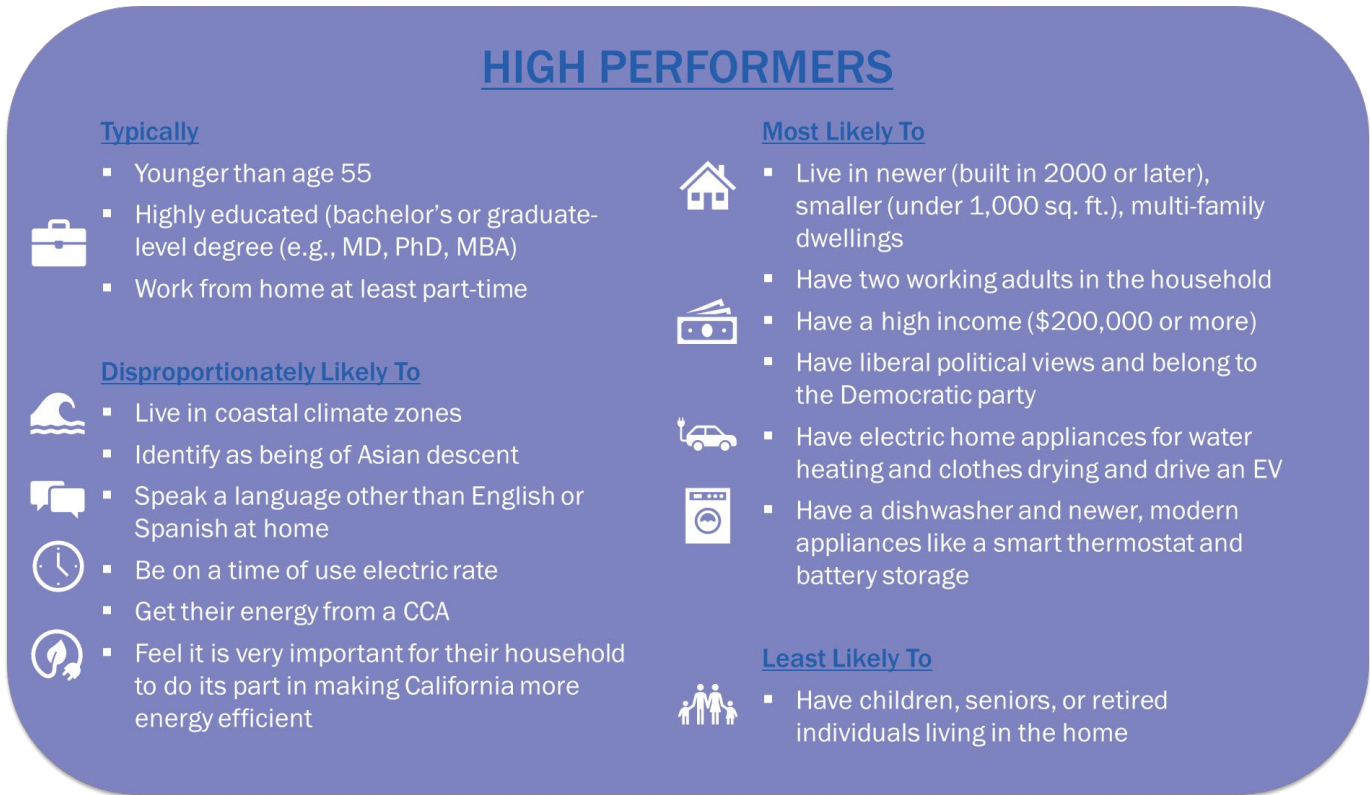 HIGH PERFORMERS
Typically
▪ Younger than age 55
▪ Highly educated (bachelor's or graduate-
level degree (e.g., MD, PhD, MBA)
▪ Work from home at least part-time
Disproportionately Likely To
▪ Live in coastal climate zones
▪ Identify as being of Asian descent
▪ Speak a language other than English or
Spanish at home
▪ Be on a time of use electric rate
▪ Get their energy from a CCA
▪ Feel it is very important for their household
to do its part in making California more
energy efficient
Most Likely To
▪ Live in newer (built in 2000 or later),
smaller (under 1,000 sq. ft.), multi-family
dwellings
▪ Have two working adults in the household
▪ Have a high income ($200,000 or more)
▪ Have liberal political views and belong to
the Democratic party
▪ Have electric home appliances for water
heating and clothes drying and drive an EV
▪ Have a dishwasher and newer, modern
appliances like a smart thermostat and
battery storage
Least Likely To
▪ Have children, seniors, or retired
individuals living in the home